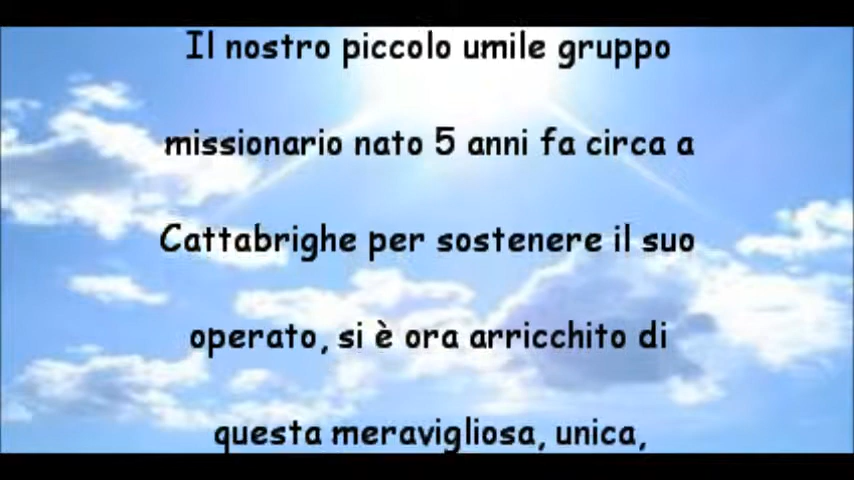 Il nostro piccolo umile gruppo
missionario nato 5 anni fa circa a
Cattabrighe per sostenere il suo
operato, si è ora arricchito di
questa meravigliosa, unica,